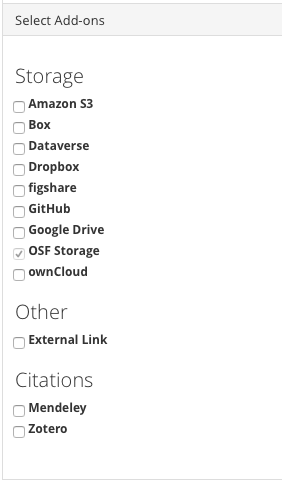 Select Add-ons
Storage
Amazon S3
Box
Dataverse
Dropbox
figshare
GitHub
Google Drive
OSF Storage
ownCloud
Other
External Link
Citations
Mendeley
Zotero